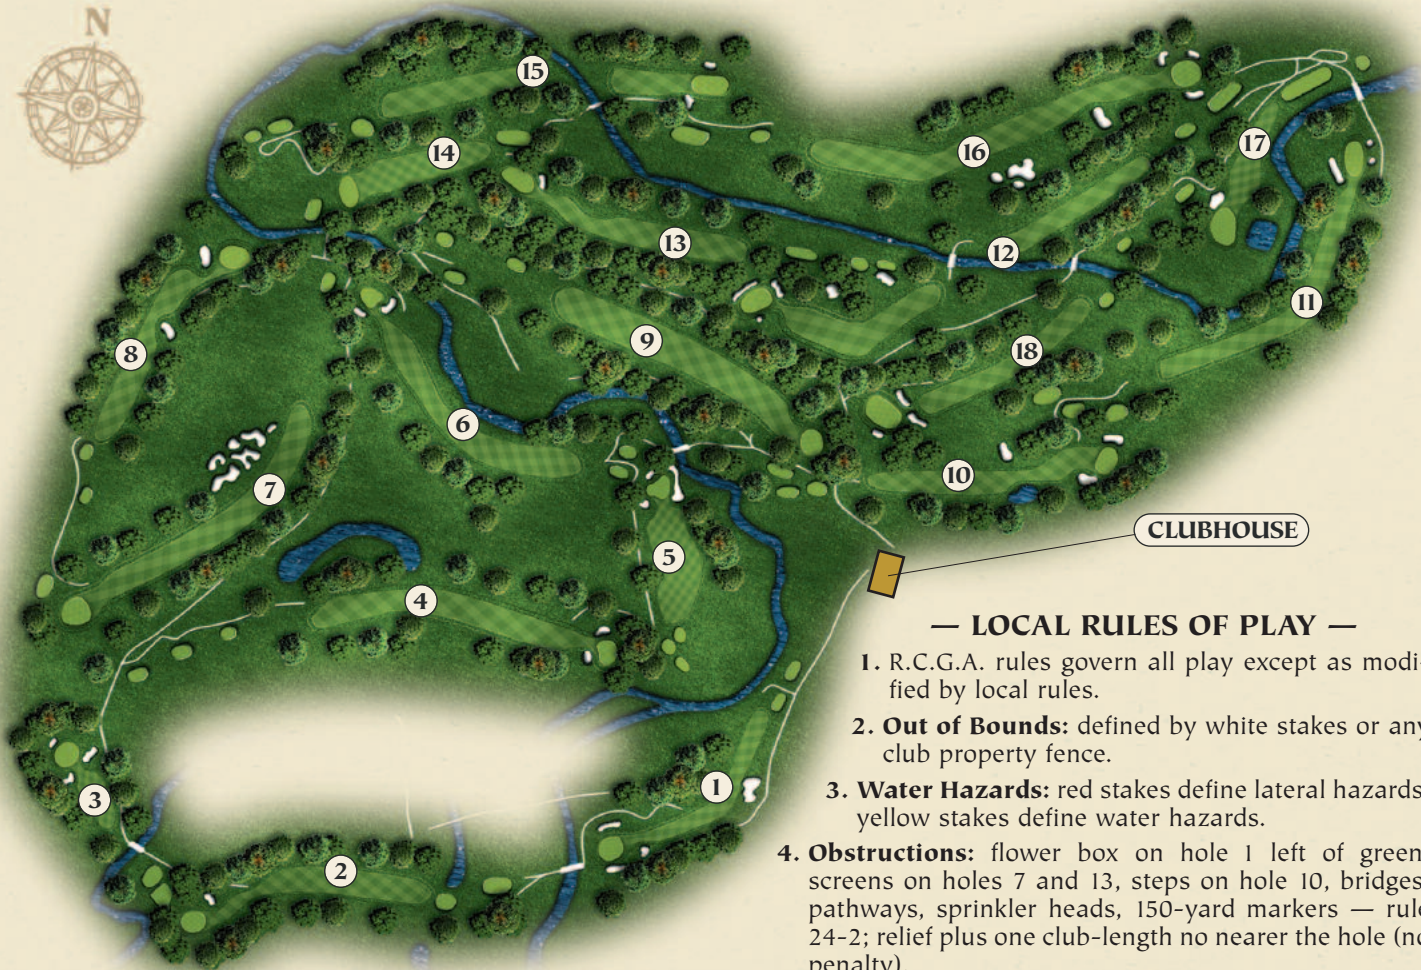 N
15
14
16
17
13
12
11
8
9
18
6
7
10
5
CLUBHOUSE
4
3
2
1
— LOCAL RULES OF PLAY —
1. R.C.G.A. rules govern all play except as modi-
fied by local rules.
2. Out of Bounds: defined by white stakes or any
club property fence.
3. Water Hazards: red stakes define lateral hazards
yellow stakes define water hazards.
4. Obstructions: flower box on hole 1 left of green
screens on holes 7 and 13, steps on hole 10, bridges
pathways, sprinkler heads, 150-yard markers — rule
24-2; relief plus one club-length no nearer the hole (no
penalty)